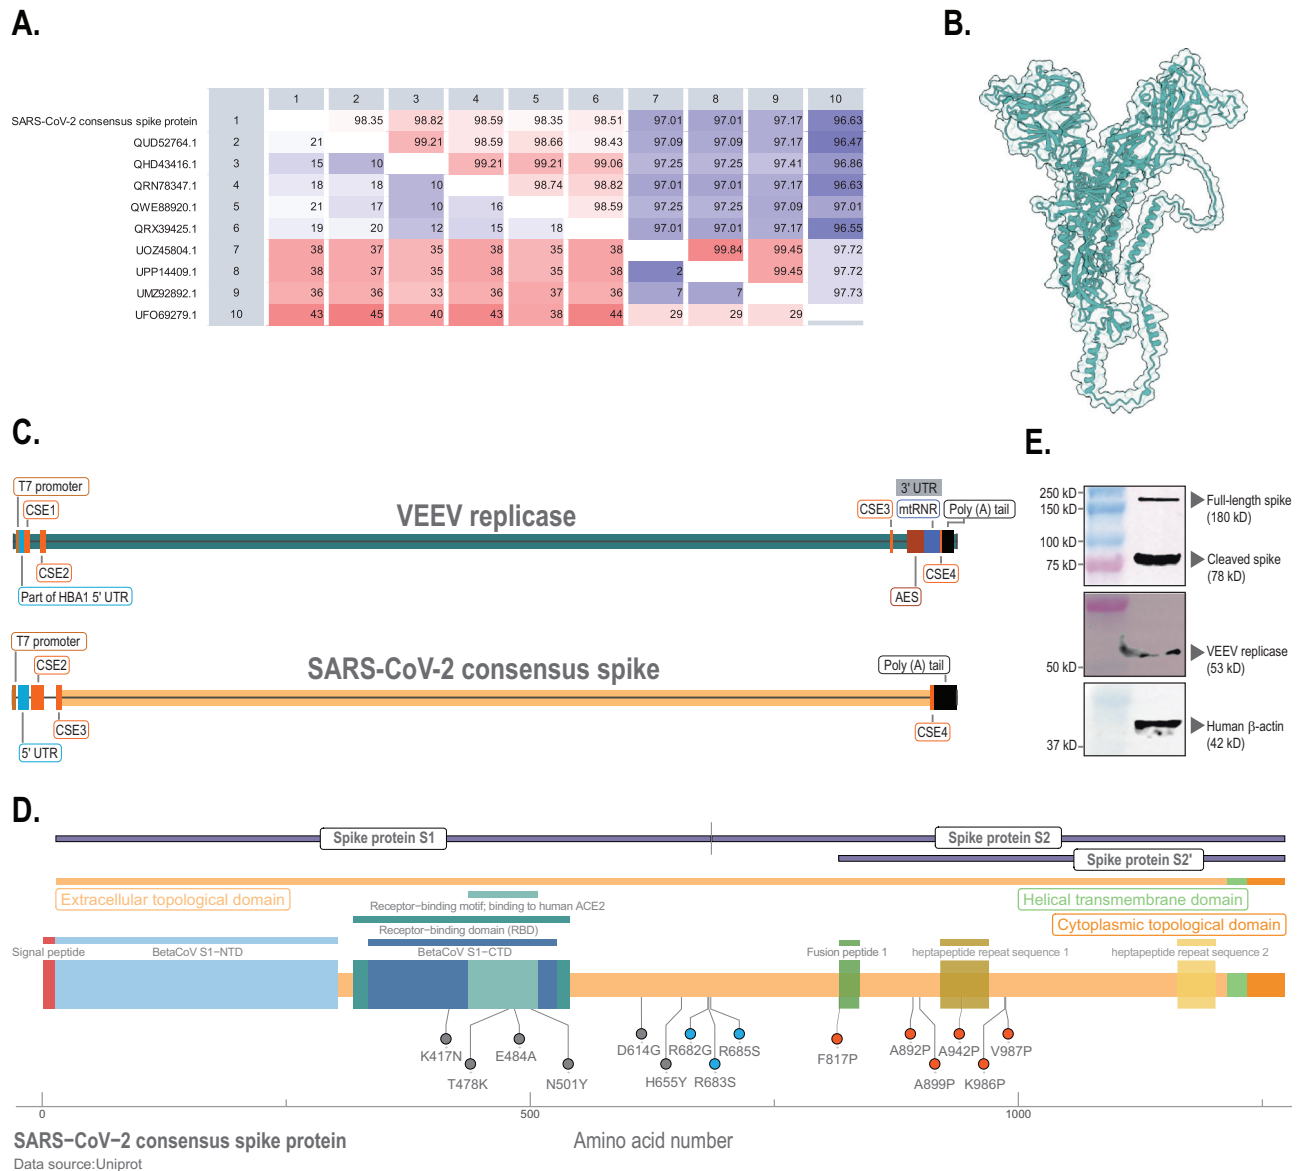 A.
B.
1 2 3 4 5 6 7 8 9 10
SARS-CoV-2 consensus spike protein 1 98.35 98.82 98.59 98.35 98.51 97.01 97.01 97.17 96.63
QUD52764.1 2 21 99.21 98.59 98.66 98.43 97.09 97.09 97.17 96.47
QHD43416.1 3 15 10 99.21 99.21 99.06 97.25 97.25 97.41 96.86
QRN78347.1 4 18 18 10 98.74 98.82 97.01 97.01 97.17 96.63
QWE88920.1 5 21 17 10 16 98.59 97.25 97.25 97.09 97.01
QRX39425.1 6 19 20 12 15 18 97.01 97.01 97.17 96.55
UOZ45804.1 7 38 37 35 38 35 38 99.84 99.45 97.72
UPP14409.1 8 38 37 35 38 35 38 2 99.45 97.72
UMZ92892.1 9 36 36 33 36 37 36 7 7 97.73
UFO69279.1 10 43 45 40 43 38 44 29 29 29
C.
T7 promoter
CSE1
VEEV replicase
3' UTR
CSE3 mtRNR Poly (A) tail
CSE2
CSE4
Part of HBA1 5' UTR
AES
T7 promoter
CSE2
SARS-CoV-2 consensus spike
Poly (A) tail
CSE3
CSE4
5' UTR
E.
250 kD
150 kD
100 kD
75 kD
Full-length spike
(180 kD)
Cleaved spike
(78 kD)
50 kD
VEEV replicase
(53 kD)
37 kD
Human β-actin
(42 kD)
D.
Spike protein S1
Spike protein S2
Spike protein S2'
Extracellular topological domain
Helical transmembrane domain
Receptor-binding motif; binding to human ACE2
Cytoplasmic topological domain
Receptor-binding domain (RBD)
Signal peptide
BetaCoV S1-NTD
BetaCoV S1-CTD
Fusion peptide 1
heptapeptide repeat sequence 1
heptapeptide repeat sequence 2
K417N
E484A
D614G
R682G
R685S
F817P
A892P
A942P
V987P
T478K
N501Y
H655Y
R683S
A899P
K986P
0 500 1000
SARS-CoV-2 consensus spike protein
Amino acid number
Data source:Uniprot